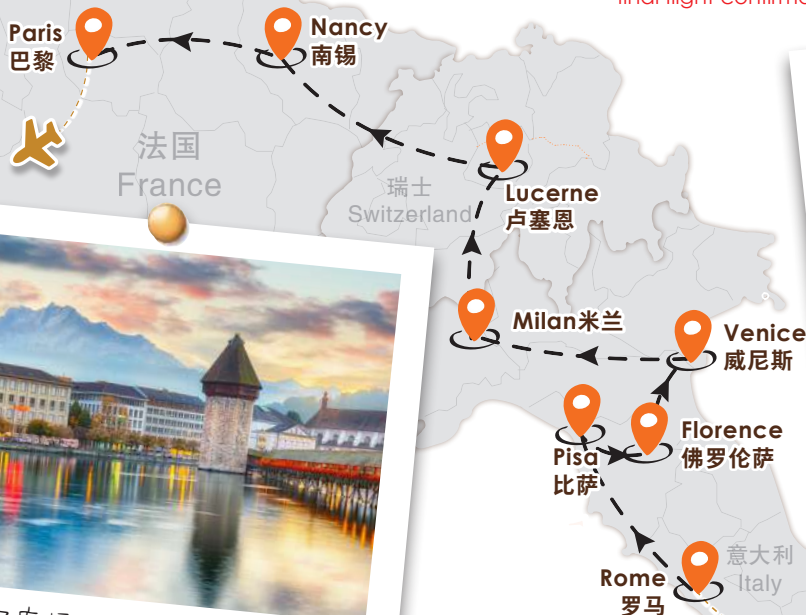 Paris
巴黎
Nancy
南锡
法国
France
瑞士
Switzerland
Lucerne
卢塞恩
Milan米兰
Venice
威尼斯
Florence
佛罗伦萨
Pisa
比萨
意大利
Italy
Rome
罗马